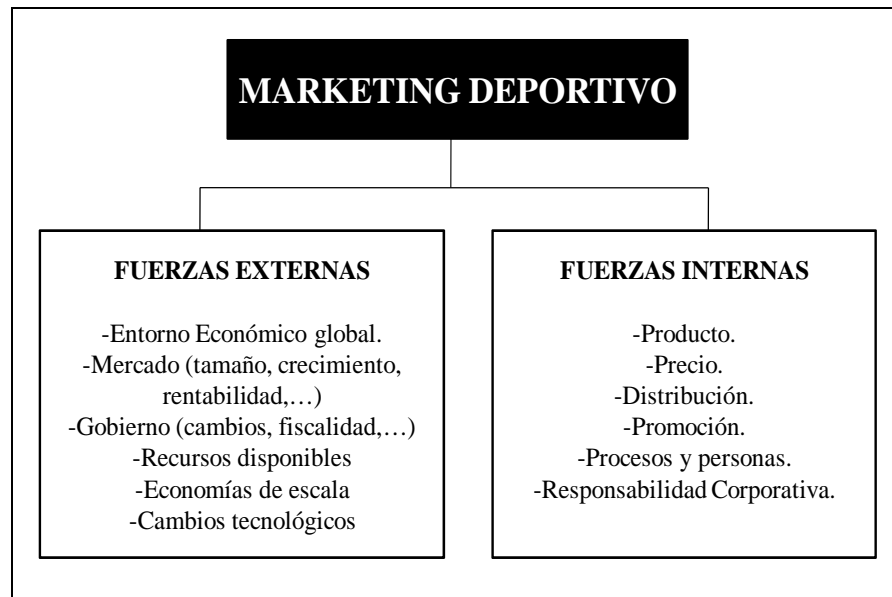 MARKETING DEPORTIVO
FUERZAS EXTERNAS
-Entorno Económico global.
-Mercado (tamaño, crecimiento,
rentabilidad,…)
-Gobierno (cambios, fiscalidad,…)
-Recursos disponibles
-Economías de escala
-Cambios tecnológicos
FUERZAS INTERNAS
-Producto.
-Precio.
-Distribución.
-Promoción.
-Procesos y personas.
-Responsabilidad Corporativa.